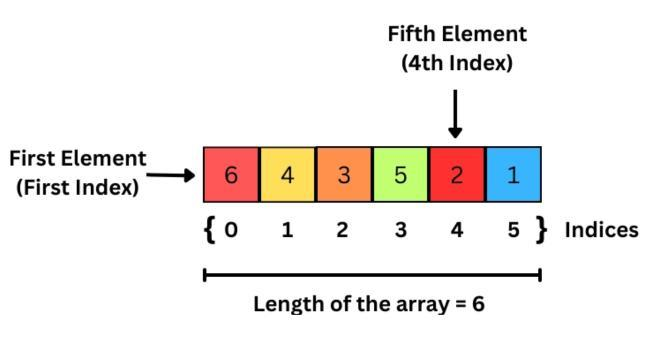 Fifth Element
(4th Index)
First Element
(First Index)
6 4 3 5 2 1
{ 0 1 2 3 4 5 } Indices
Length of the array = 6